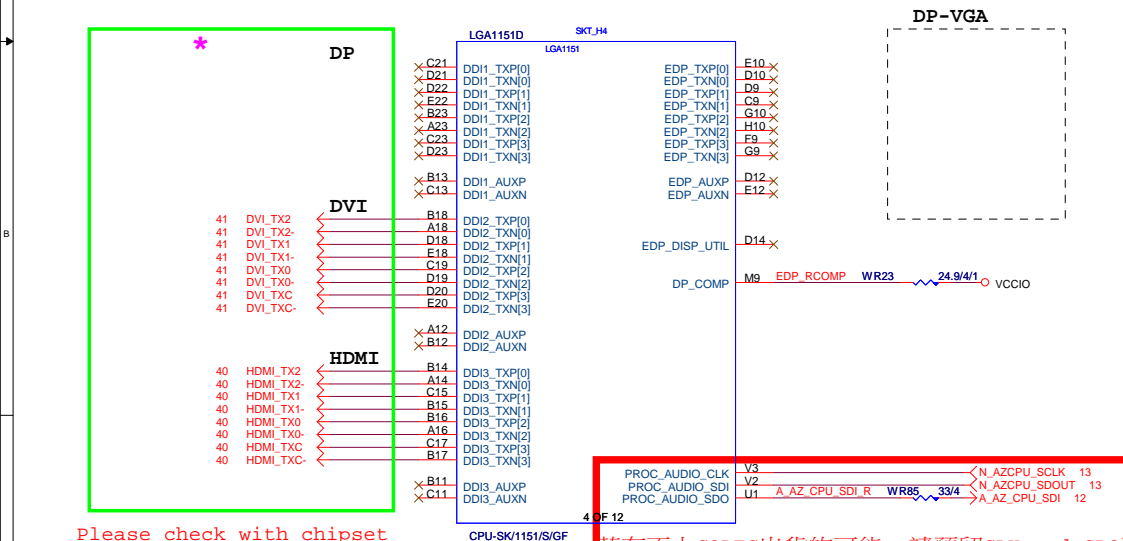 DP-VGA
*
DP
LGA1151D
SKT_H4
LGA1151
C21 DDI1_TXP[0]
D21 DDI1_TXN[0]
D22 DDI1_TXP[1]
E22 DDI1_TXN[1]
B23 DDI1_TXP[2]
A23 DDI1_TXN[2]
C23 DDI1_TXP[3]
D23 DDI1_TXN[3]
B13 DDI1_AUXP
C13 DDI1_AUXN
EDP_TXP[0] E10
EDP_TXN[0] D10
EDP_TXP[1] D9
EDP_TXN[1] C9
EDP_TXP[2] G10
EDP_TXN[2] H10
EDP_TXP[3] F9
EDP_TXN[3] G9
EDP_AUXP D12
EDP_AUXN E12
EDP_DISP_UTIL D14
DP_COMP M9 EDP_RCOMP WR23 24.9/4/1 VCCIO
B
DVI
41 DVI_TX2 B18 DDI2_TXP[0]
41 DVI_TX2- A18 DDI2_TXN[0]
41 DVI_TX1 D18 DDI2_TXP[1]
41 DVI_TX1- E18 DDI2_TXN[1]
41 DVI_TX0 C19 DDI2_TXP[2]
41 DVI_TX0- D19 DDI2_TXN[2]
41 DVI_TXC D20 DDI2_TXP[3]
41 DVI_TXC- E20 DDI2_TXN[3]
A12 DDI2_AUXP
B12 DDI2_AUXN
HDMI
40 HDMI_TX2 B14 DDI3_TXP[0]
40 HDMI_TX2- A14 DDI3_TXN[0]
40 HDMI_TX1 C15 DDI3_TXP[1]
40 HDMI_TX1- B15 DDI3_TXN[1]
40 HDMI_TX0 B16 DDI3_TXP[2]
40 HDMI_TX0- A16 DDI3_TXN[2]
40 HDMI_TXC C17 DDI3_TXP[3]
40 HDMI_TXC- B17 DDI3_TXN[3]
B11 DDI3_AUXP
C11 DDI3_AUXN
PROC_AUDIO_CLK V3 N_AZCPU_SCLK 13
PROC_AUDIO_SDI V2 N_AZCPU_SDOUT 13
PROC_AUDIO_SDO U1 A_AZ_CPU_SDI_R WR85 33/4 A_AZ_CPU_SDI 12
4 OF 12
CPU-SK/1151/S/GF
Please check with chipset